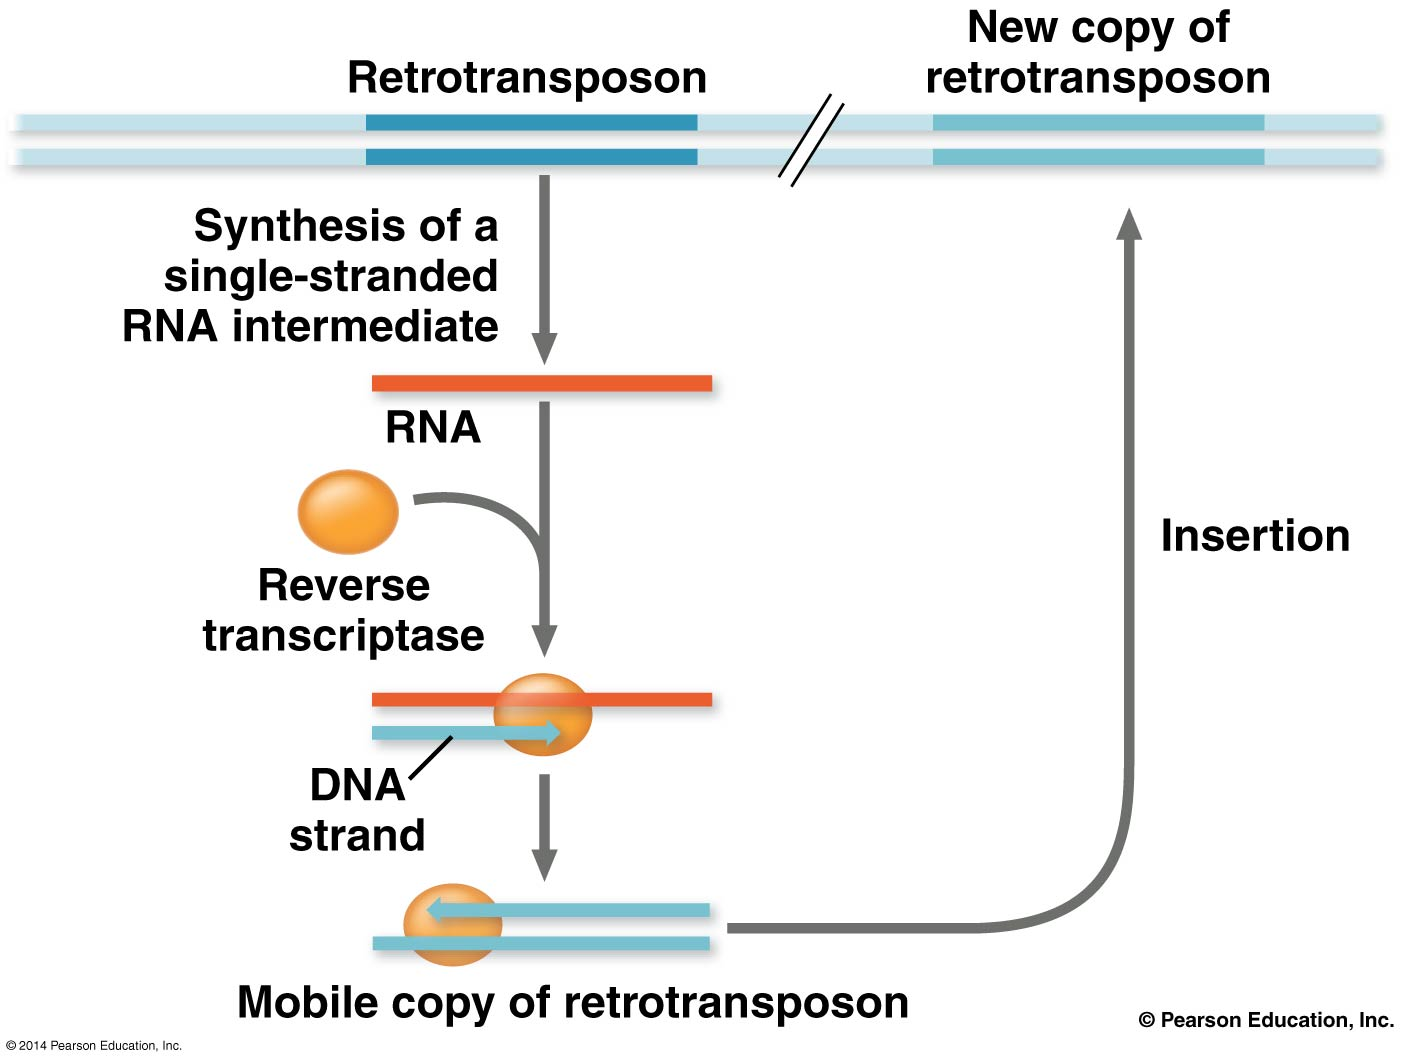 New copy of
retrotransposon
Retrotransposon
Synthesis of a
single-stranded
RNA intermediate
RNA
Reverse
transcriptase
Insertion
DNA
strand
Mobile copy of retrotransposon
© Pearson Education, Inc.
© 2014 Pearson Education, Inc.